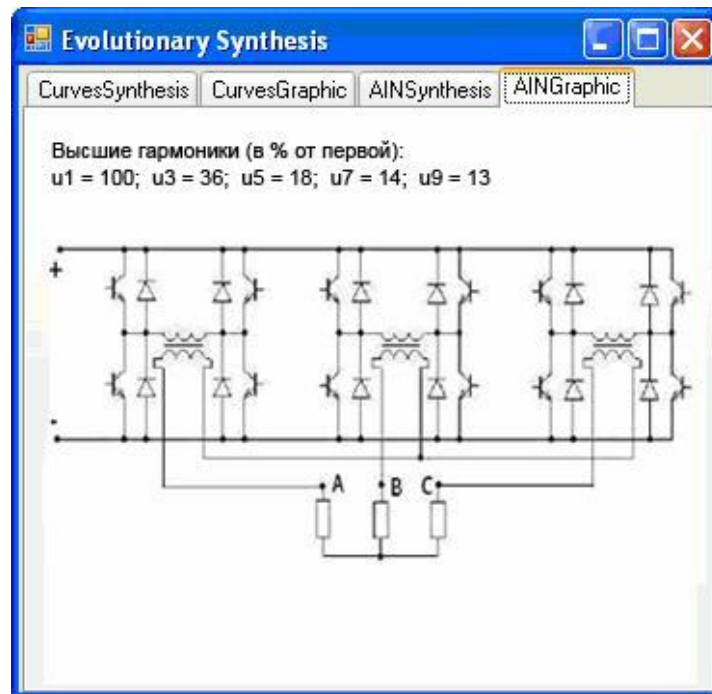 Evolutionary Synthesis
CurvesSynthesis CurvesGraphic AINSynthesis AINGraphic
Высшие гармоники (в % от первой):
u1 = 100; u3 = 36; u5 = 18; u7 = 14; u9 = 13
+
-
A B C